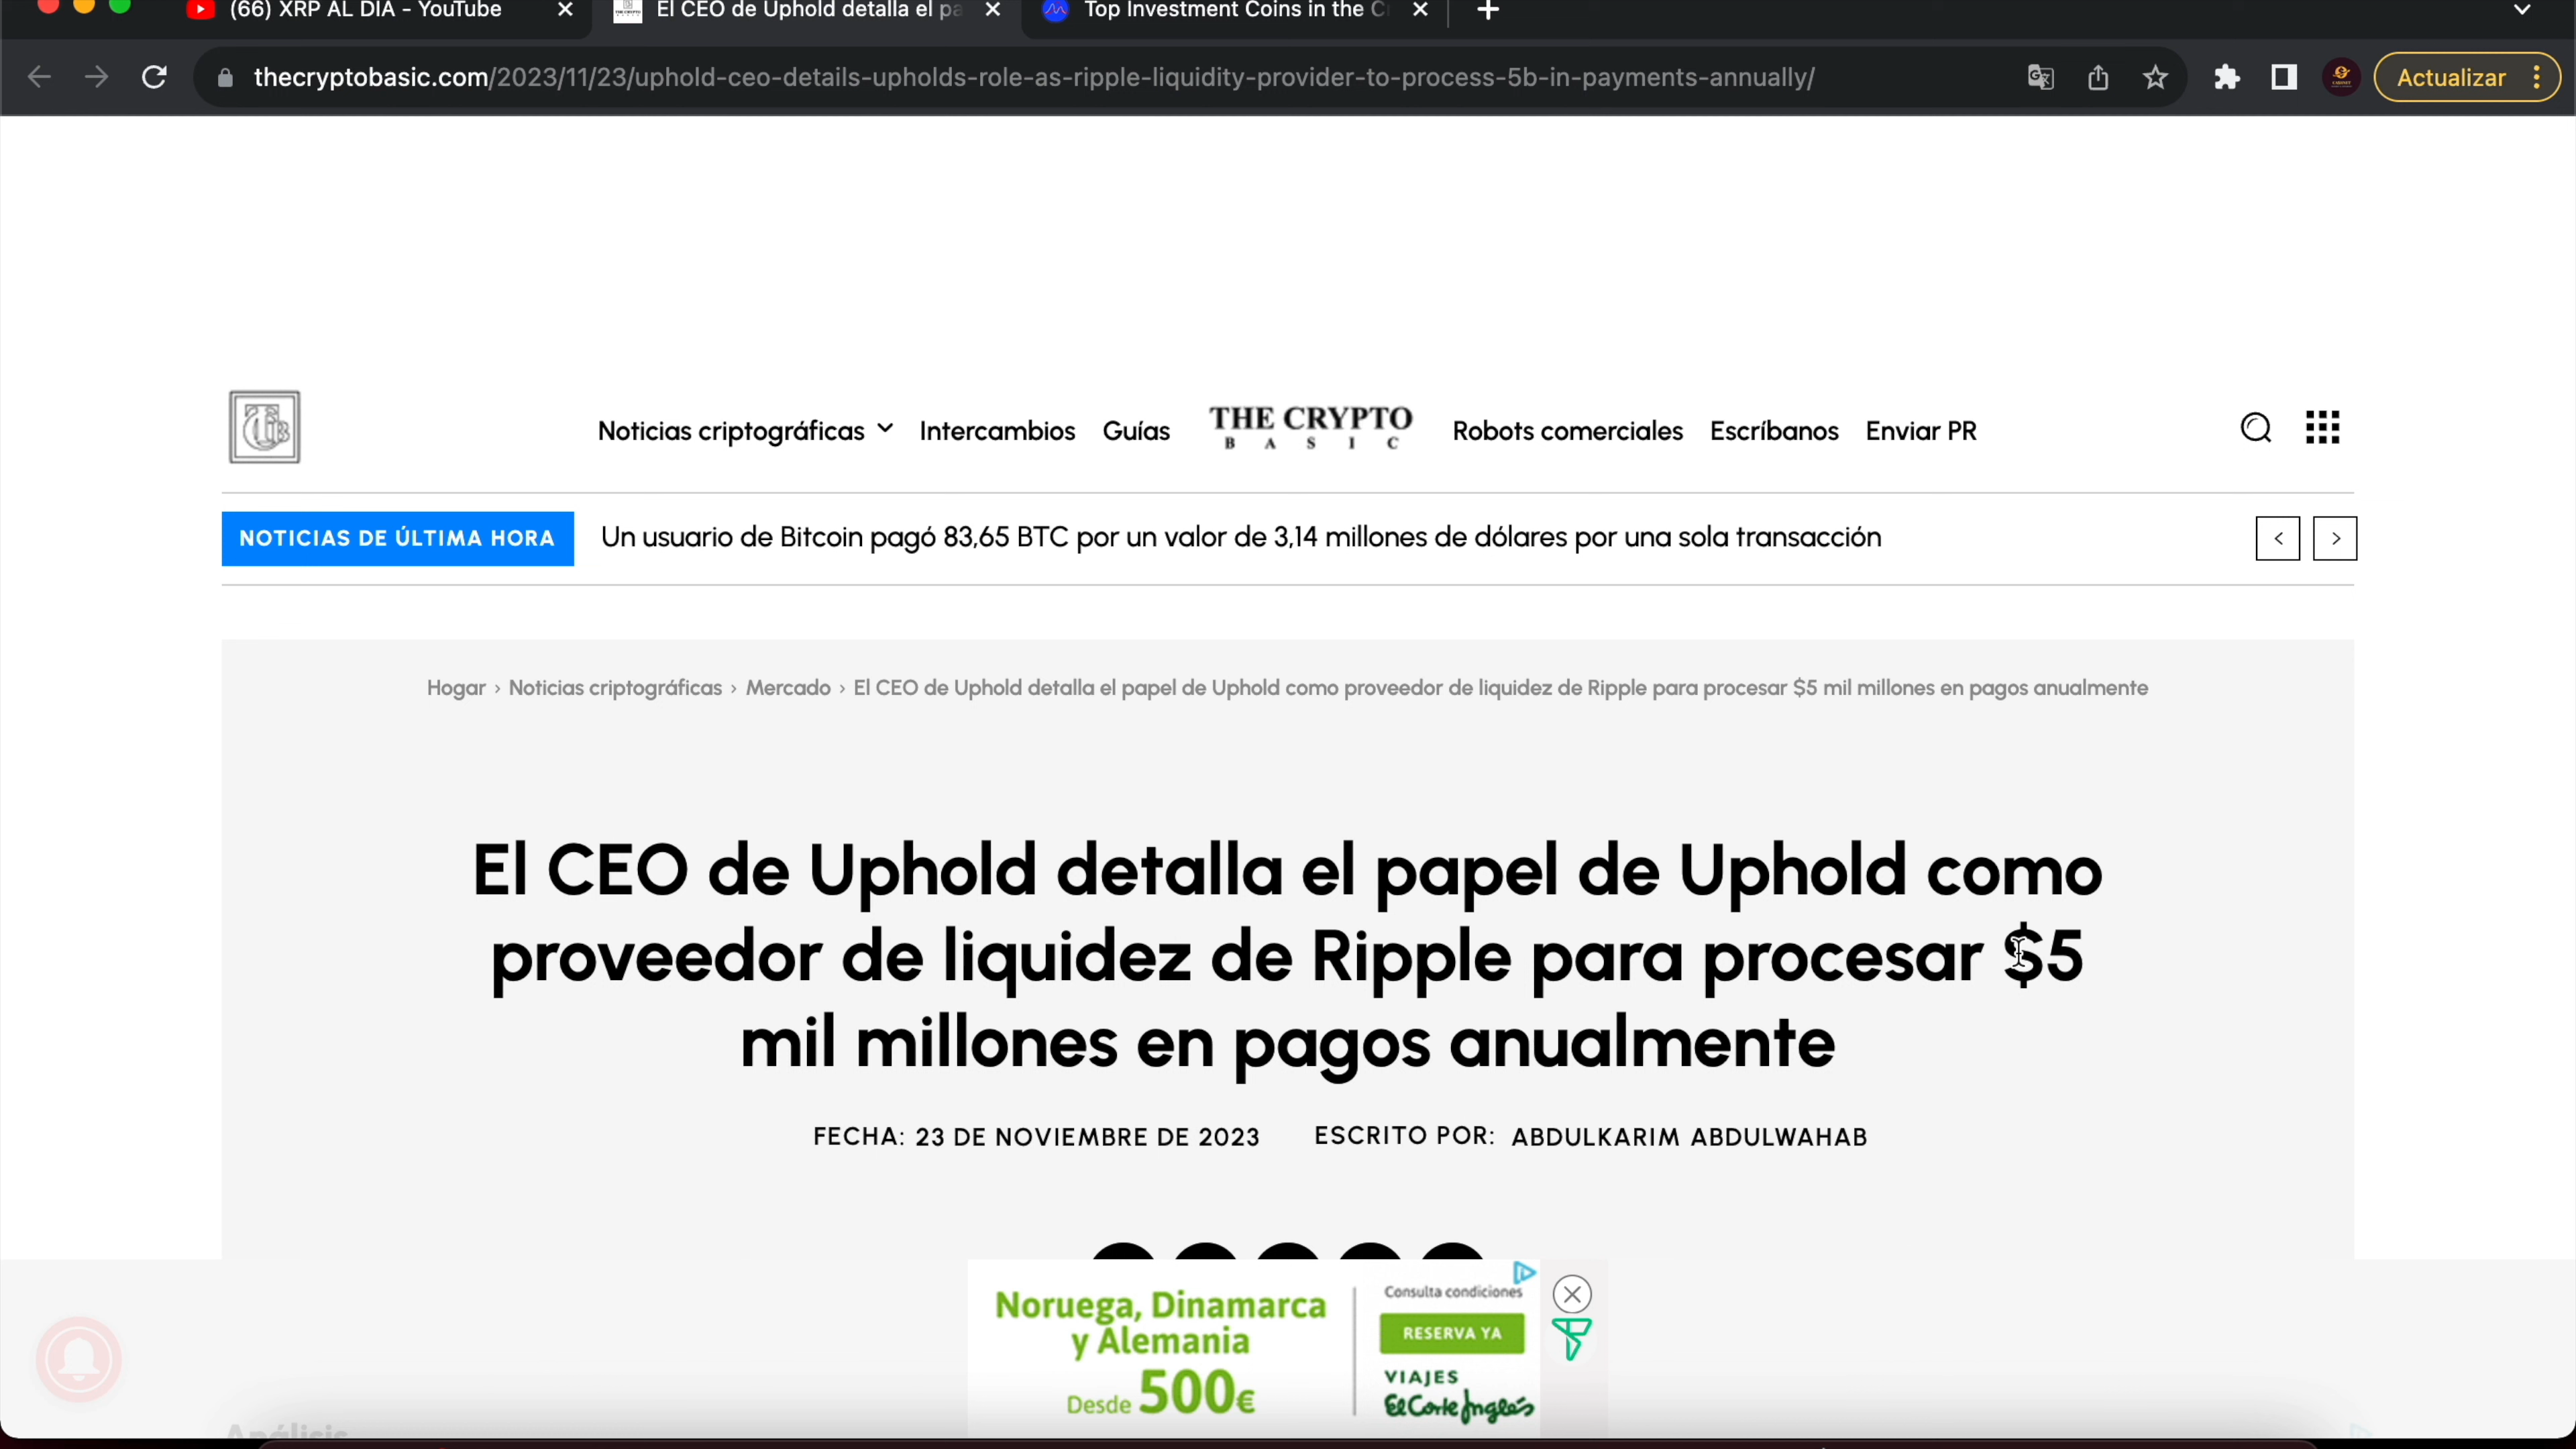 (66) XRP AL DIA - YouTube
El CEO de Uphold detalla el pa
Top Investment Coins in the C
thecryptobasic.com/2023/11/23/uphold-ceo-details-upholds-role-as-ripple-liquidity-provider-to-process-5b-in-payments-annually/
Actualizar
Noticias criptográficas
Intercambios
Guías
THE CRYPTO
BASIC
Robots comerciales
Escríbanos
Enviar PR
NOTICIAS DE ÚLTIMA HORA
Un usuario de Bitcoin pagó 83,65 BTC por un valor de 3,14 millones de dólares por una sola transacción
Hogar › Noticias criptográficas › Mercado › El CEO de Uphold detalla el papel de Uphold como proveedor de liquidez de Ripple para procesar $5 mil millones en pagos anualmente
El CEO de Uphold detalla el papel de Uphold como
proveedor de liquidez de Ripple para procesar $5
mil millones en pagos anualmente
FECHA: 23 DE NOVIEMBRE DE 2023
ESCRITO POR: ABDULKARIM ABDULWAHAB
Noruega, Dinamarca
y Alemania
Desde 500€
Consulta condiciones
RESERVA YA
VIAJES
El Corte Inglés
Análisis